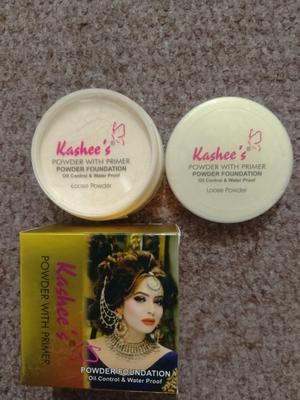 Kashee's®
POWDER WITH PRIMER
POWDER FOUNDATION
Oil Control & Water Proof
Loose Powder
Kashee's®
POWDER WITH PRIMER
POWDER FOUNDATION
Oil Control & Water Proof
Loose Powder
Kashee's®
POWDER WITH PRIMER
POWDER FOUNDATION
Oil Control & Water Proof